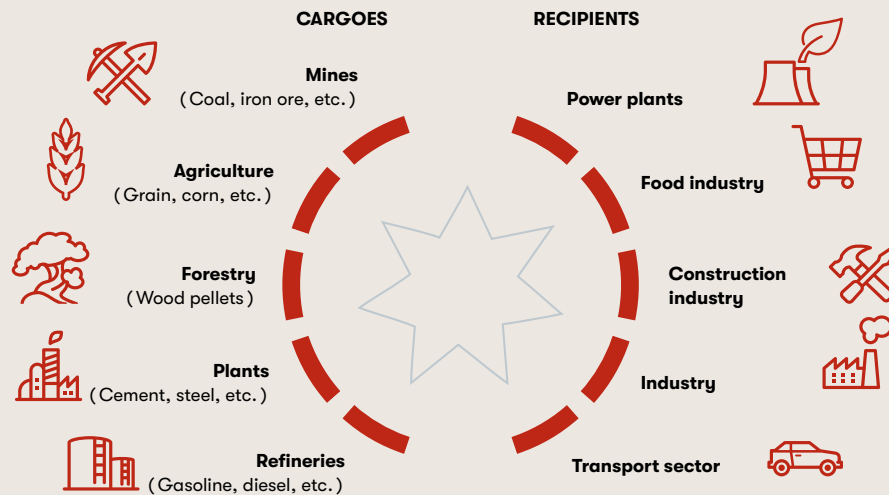 CARGOES
Mines
(Coal, iron ore, etc.)
Agriculture
(Grain, corn, etc.)
Forestry
(Wood pellets)
Plants
(Cement, steel, etc.)
Refineries
(Gasoline, diesel, etc.)
RECIPIENTS
Power plants
Food industry
Construction
industry
Industry
Transport sector